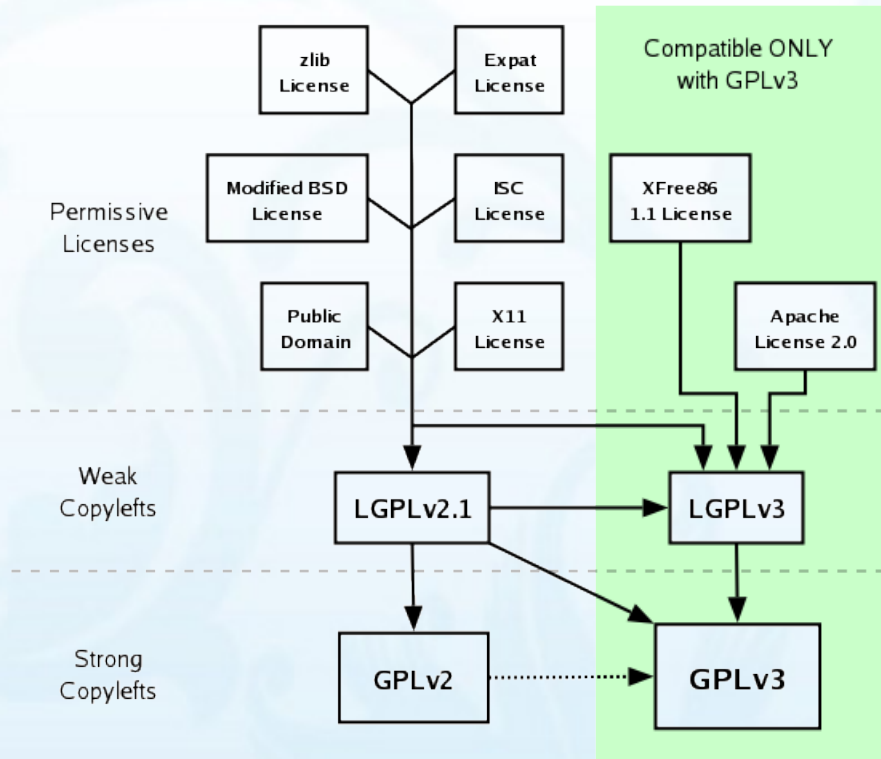 zlib
License
Expat
License
Compatible ONLY
with GPLv3
Modified BSD
License
ISC
License
XFree86
1.1 License
Permissive
Licenses
Public
Domain
X11
License
Apache
License 2.0
Weak
Copylefts
LGPLv2.1
LGPLv3
Strong
Copylefts
GPLv2
GPLv3